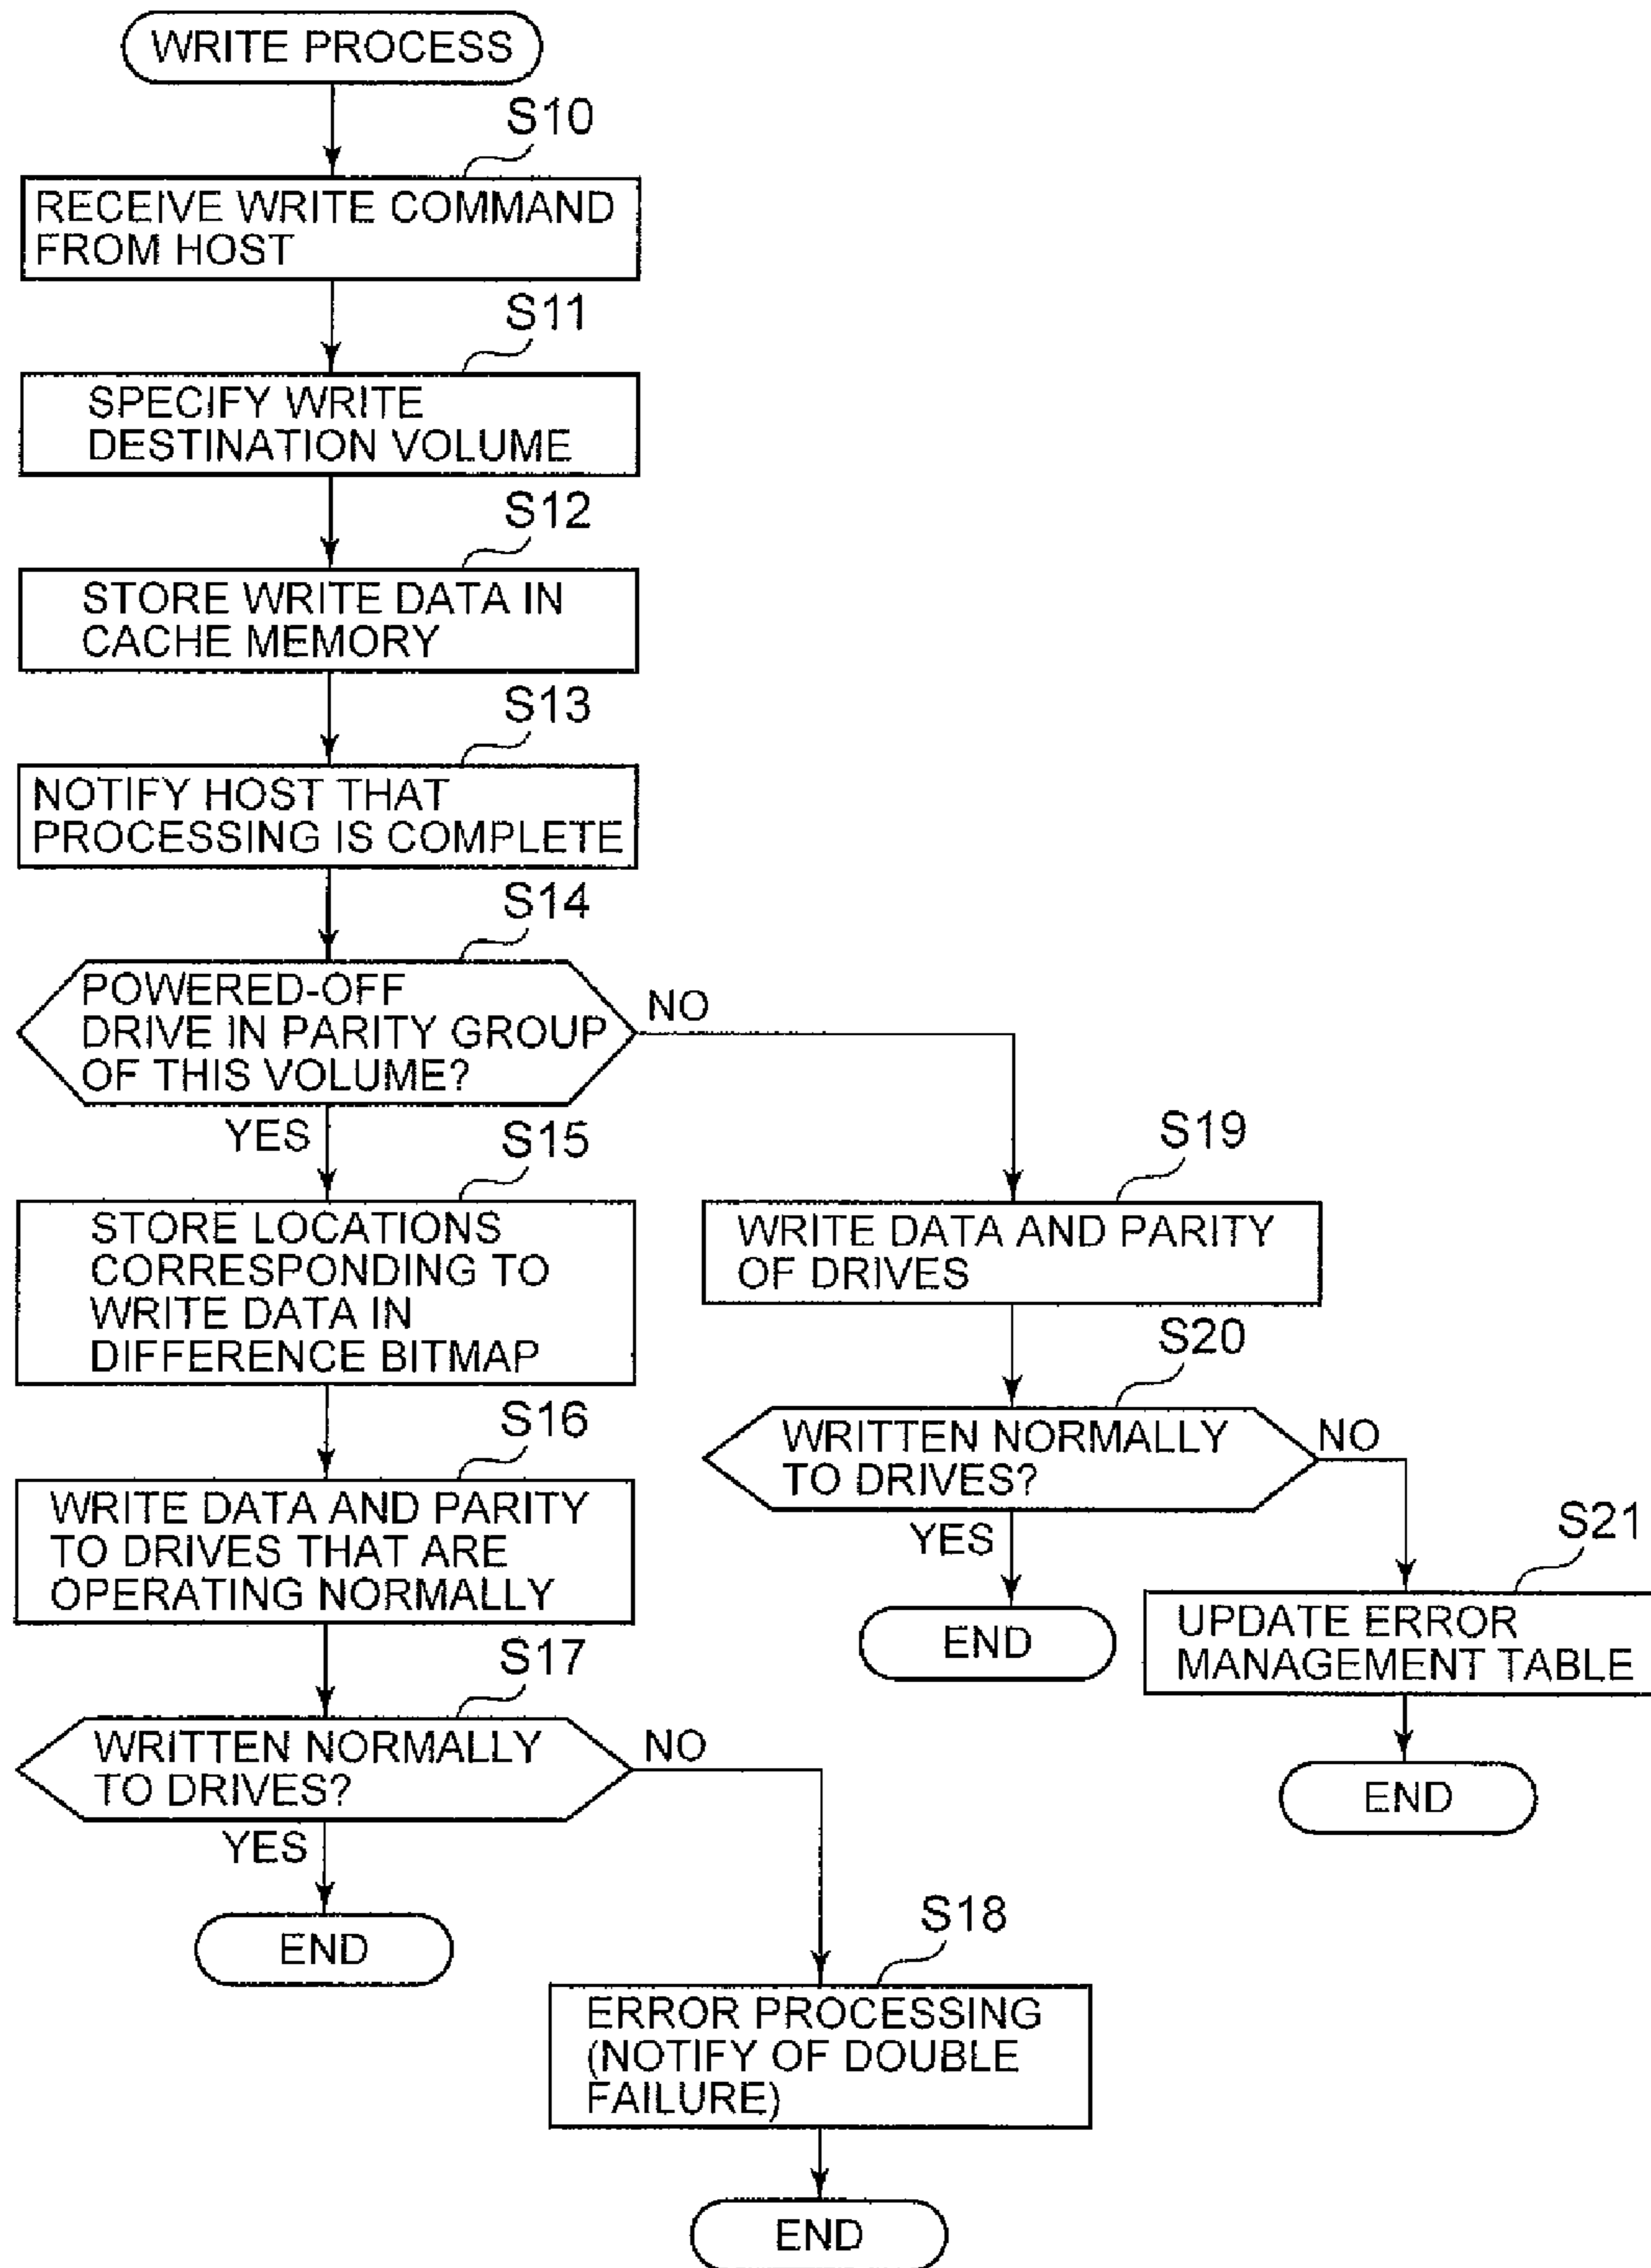 WRITE PROCESS
S10
RECEIVE WRITE COMMAND
FROM HOST
S11
SPECIFY WRITE
DESTINATION VOLUME
S12
STORE WRITE DATA IN
CACHE MEMORY
S13
NOTIFY HOST THAT
PROCESSING IS COMPLETE
S14
POWERED-OFF
DRIVE IN PARITY GROUP
OF THIS VOLUME?
NO
YES
S15
STORE LOCATIONS
CORRESPONDING TO
WRITE DATA IN
DIFFERENCE BITMAP
S16
WRITE DATA AND PARITY
TO DRIVES THAT ARE
OPERATING NORMALLY
S17
WRITTEN NORMALLY
TO DRIVES?
NO
YES
END
S18
ERROR PROCESSING
(NOTIFY OF DOUBLE
FAILURE)
END
S19
WRITE DATA AND PARITY
OF DRIVES
S20
WRITTEN NORMALLY
TO DRIVES?
NO
YES
END
S21
UPDATE ERROR
MANAGEMENT TABLE
END